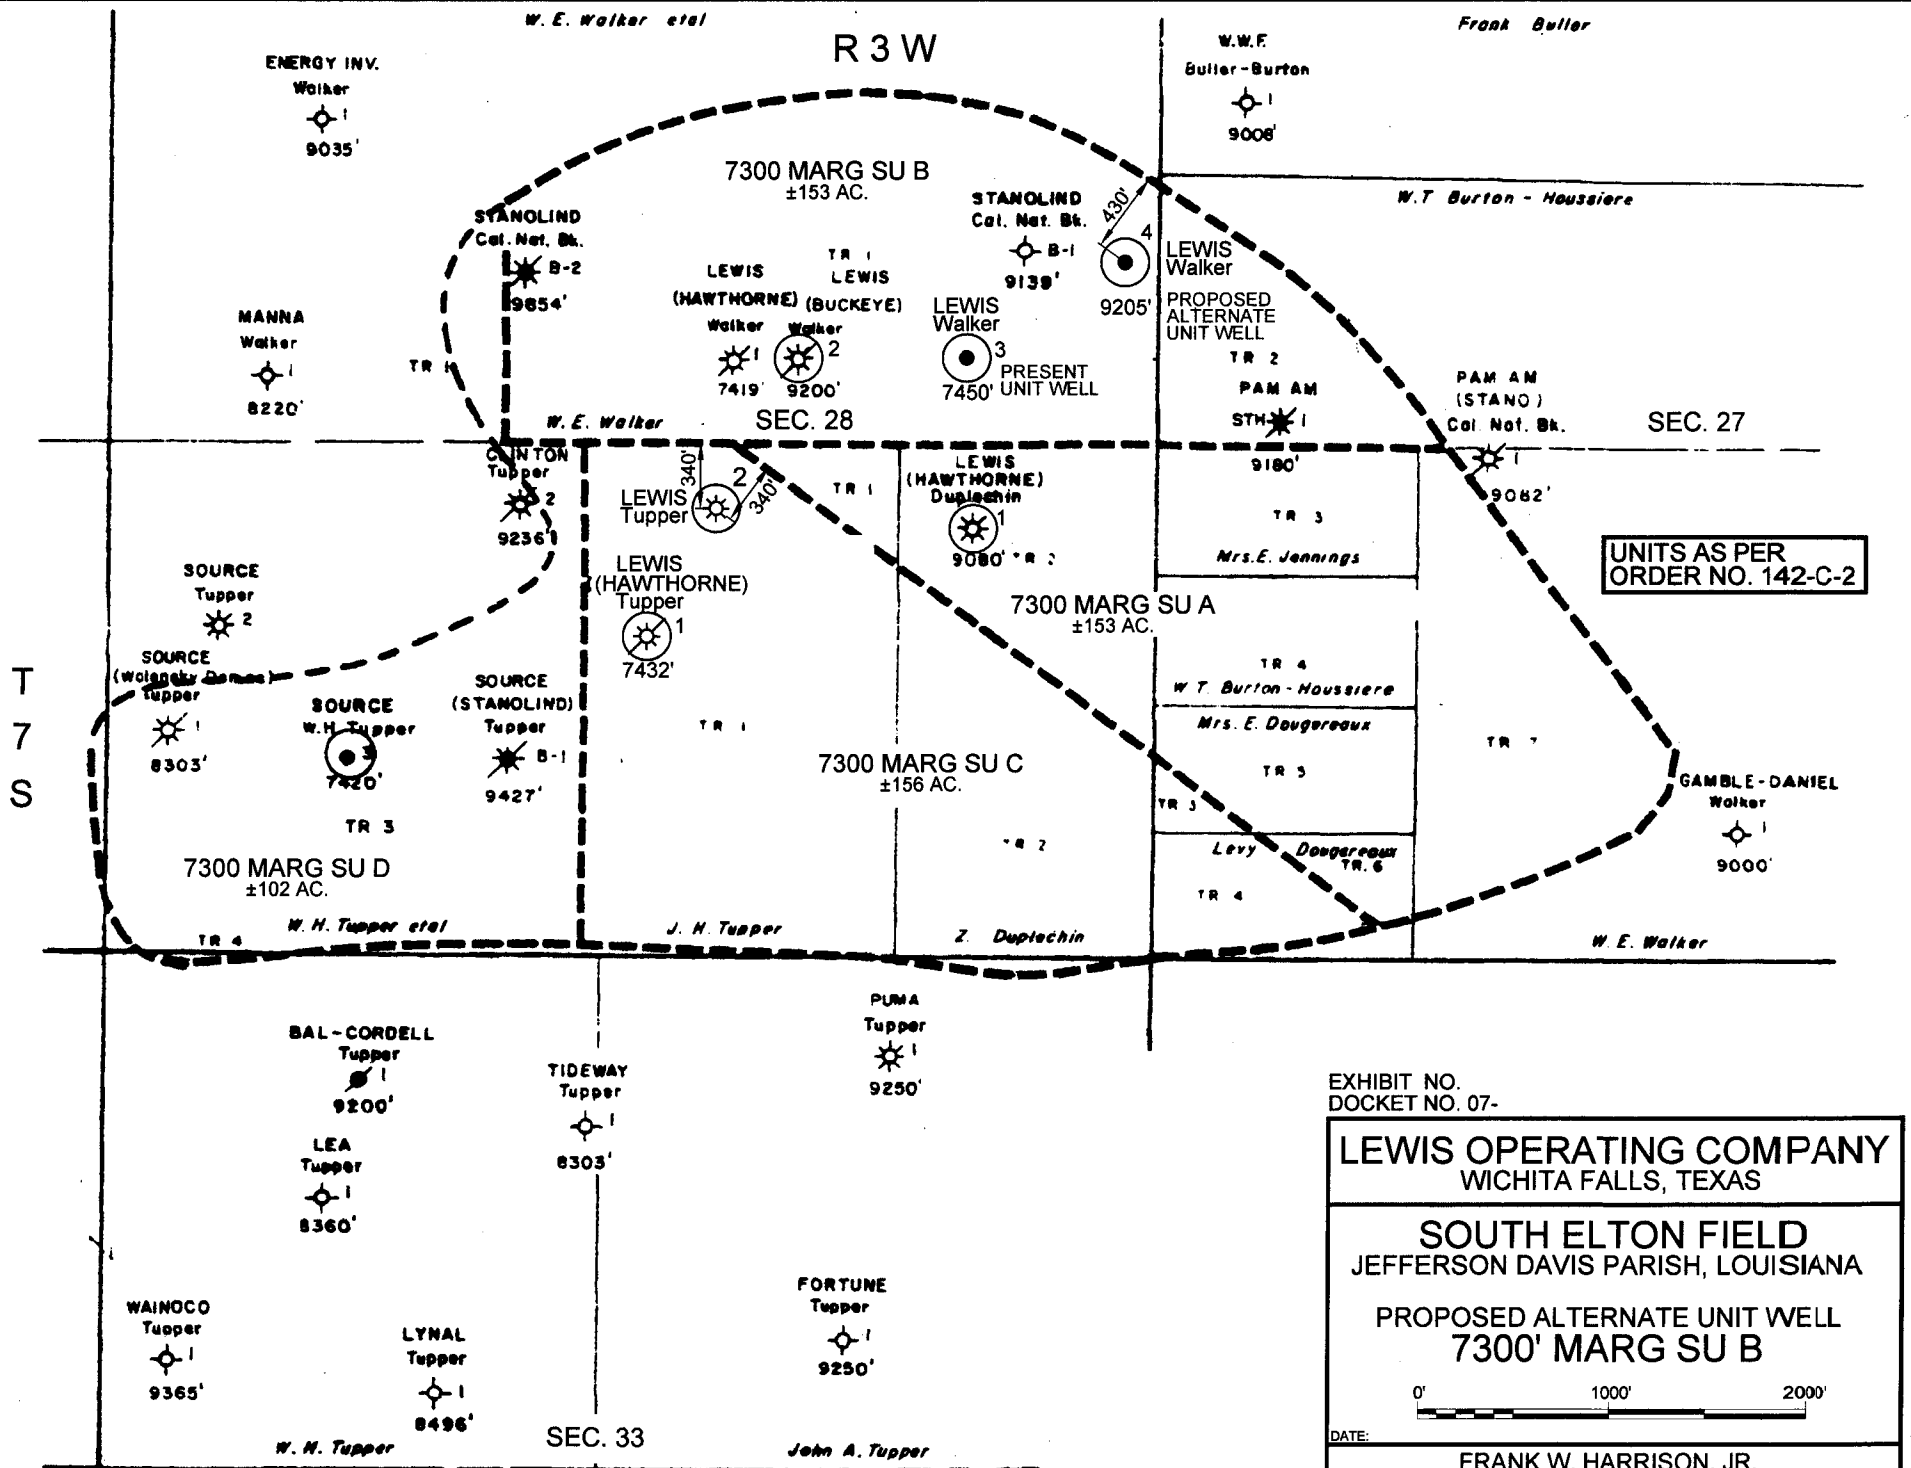 W. E. Walker etal
Frank Buller
R 3 W
ENERGY INV.
Walker
1
9035'
W.W.F.
Buller-Burton
1
9008'
7300 MARG SU B
±153 AC.
W.T Burton - Houssiere
STANOLIND
Cal. Nat. Bk.
B-2
9854'
STANOLIND
Cal. Nat. Bk.
B-1
9139'
430'
4
LEWIS
Walker
9205'
PROPOSED
ALTERNATE
UNIT WELL
TR 1
LEWIS
(HAWTHORNE)
Walker
1
7419'
LEWIS
(BUCKEYE)
Walker
2
9200'
LEWIS
Walker
3
7450'
PRESENT
UNIT WELL
MANNA
Walker
1
8220'
TR 1
TR 2
PAM AM
STH 1
9180'
PAM AM
(STANO)
Cal. Nat. Bk.
1
9082'
W. E. Walker
SEC. 28
SEC. 27
CLINTON
Tupper
2
9236'
340'
2
340'
LEWIS
Tupper
TR 1
LEWIS
(HAWTHORNE)
Duplechin
1
9080'
TR 2
TR 3
Mrs. E. Jennings
UNITS AS PER
ORDER NO. 142-C-2
SOURCE
Tupper
2
LEWIS
(HAWTHORNE)
Tupper
1
7432'
7300 MARG SU A
±153 AC.
T
7
S
SOURCE
Tupper
1
8303'
SOURCE
W.H. Tupper
3
7420'
SOURCE
(STANOLIND)
Tupper
B-1
9427'
TR 4
W T. Burton - Houssiere
Mrs. E. Dougereaux
TR 1
TR 5
7300 MARG SU C
±156 AC.
GAMBLE-DANIEL
Walker
1
9000'
TR 3
TR 3
TR 2
7300 MARG SU D
±102 AC.
Levy Dougereaux
TR. 6
TR 4
W. H. Tupper etal
TR 4
J. H. Tupper
Z. Duplechin
W. E. Walker
PUMA
Tupper
1
9250'
BAL-CORDELL
Tupper
1
9200'
TIDEWAY
Tupper
1
8303'
LEA
Tupper
1
8360'
WAINOCO
Tupper
1
9365'
LYNAL
Tupper
1
8496'
FORTUNE
Tupper
1
9250'
W. H. Tupper
SEC. 33
John A. Tupper
EXHIBIT NO.
DOCKET NO. 07-
LEWIS OPERATING COMPANY
WICHITA FALLS, TEXAS
SOUTH ELTON FIELD
JEFFERSON DAVIS PARISH, LOUISIANA
PROPOSED ALTERNATE UNIT WELL
7300' MARG SU B
0' 1000' 2000'
DATE:
FRANK W. HARRISON, JR.